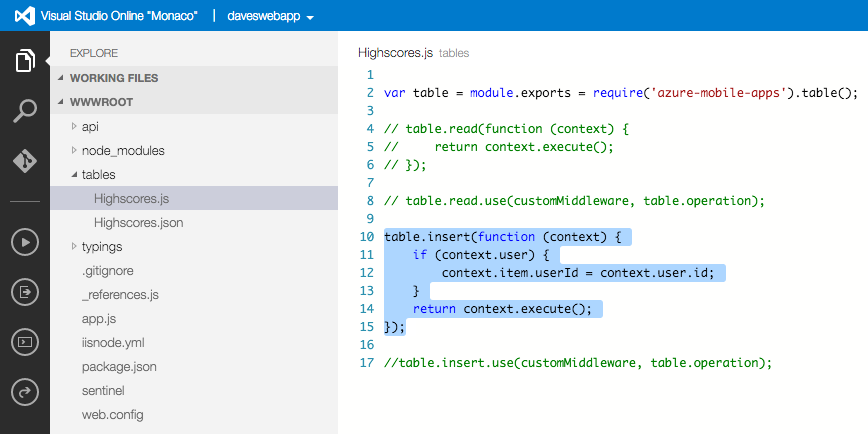 Visual Studio Online "Monaco" | daveswebapp
EXPLORE
WORKING FILES
WWWROOT
api
node_modules
tables
Highscores.js
Highscores.json
typings
.gitignore
_references.js
app.js
iisnode.yml
package.json
sentinel
web.config
Highscores.js tables
1
2 var table = module.exports = require('azure-mobile-apps').table();
3
4 // table.read(function (context) {
5 //     return context.execute();
6 // });
7
8 // table.read.use(customMiddleware, table.operation);
9
10 table.insert(function (context) {
11     if (context.user) {
12         context.item.userId = context.user.id;
13     }
14     return context.execute();
15 });
16
17 //table.insert.use(customMiddleware, table.operation);